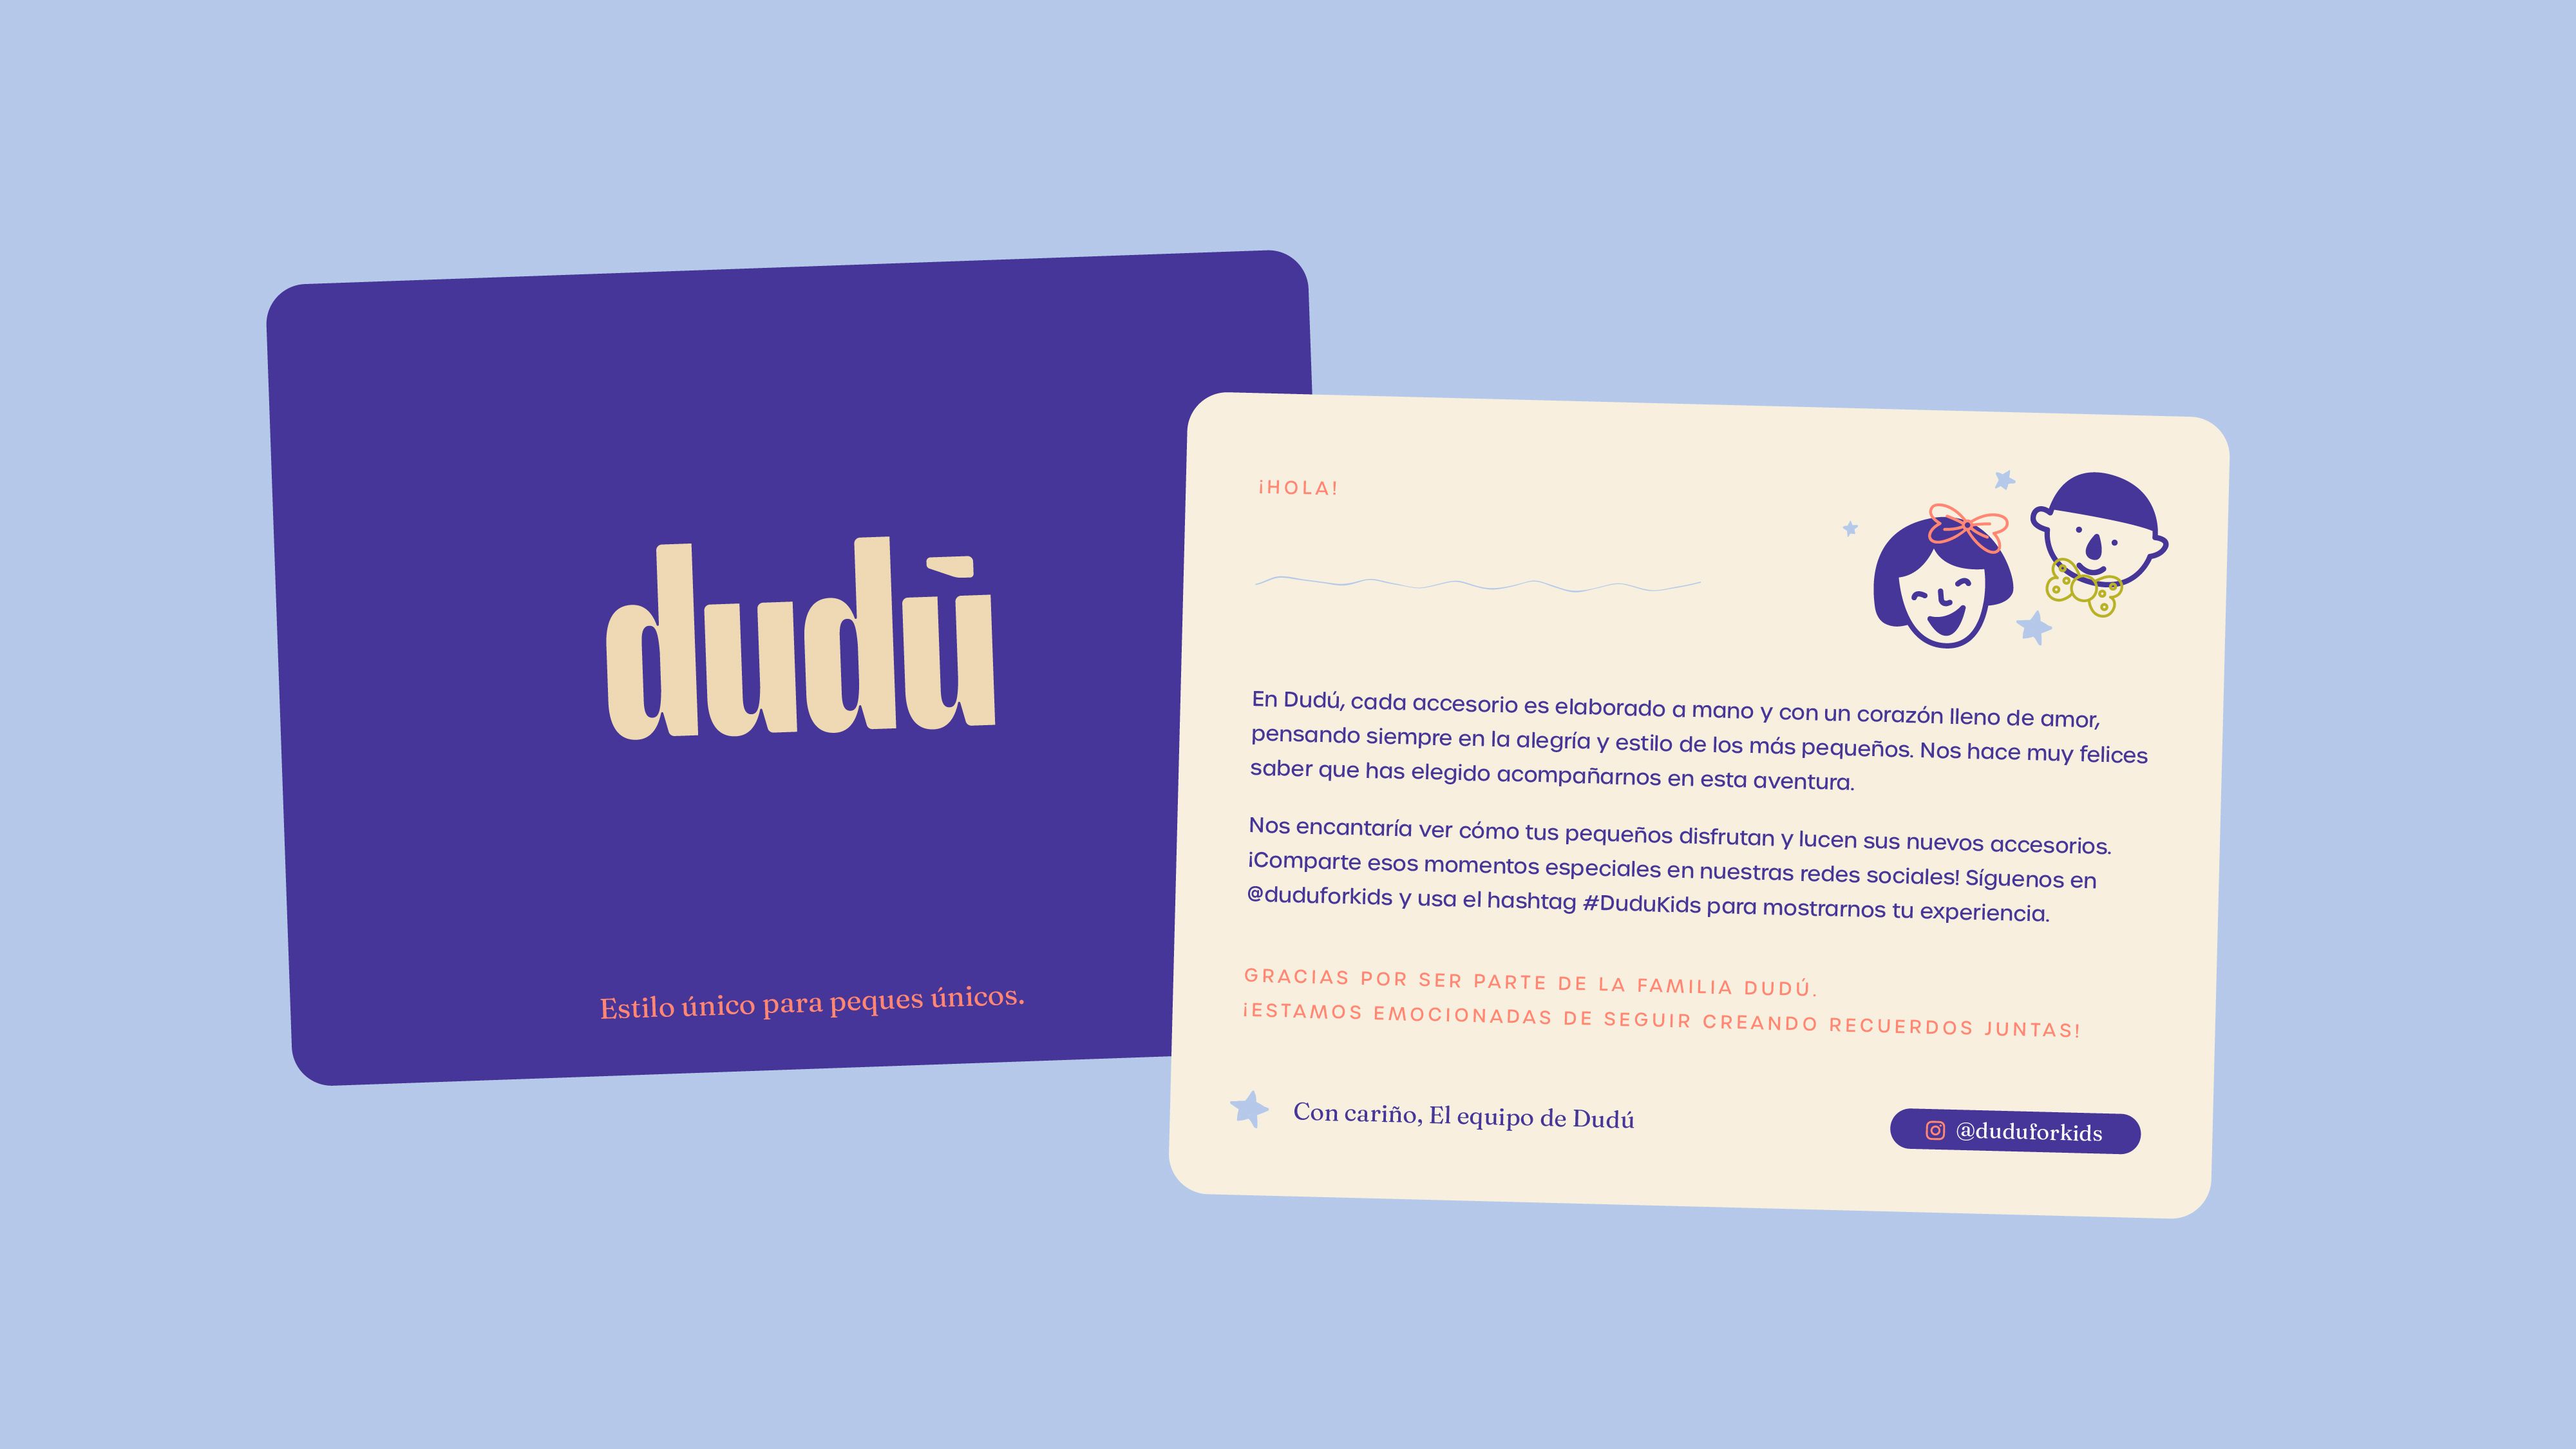 dudú
Estilo único para peques únicos.
¡HOLA!
En Dudú, cada accesorio es elaborado a mano y con un corazón lleno de amor,
pensando siempre en la alegría y estilo de los más pequeños. Nos hace muy felices
saber que has elegido acompañarnos en esta aventura.
Nos encantaría ver cómo tus pequeños disfrutan y lucen sus nuevos accesorios.
¡Comparte esos momentos especiales en nuestras redes sociales! Síguenos en
@duduforkids y usa el hashtag #DuduKids para mostrarnos tu experiencia.
GRACIAS POR SER PARTE DE LA FAMILIA DUDÚ.
¡ESTAMOS EMOCIONADAS DE SEGUIR CREANDO RECUERDOS JUNTAS!
Con cariño, El equipo de Dudú
@duduforkids